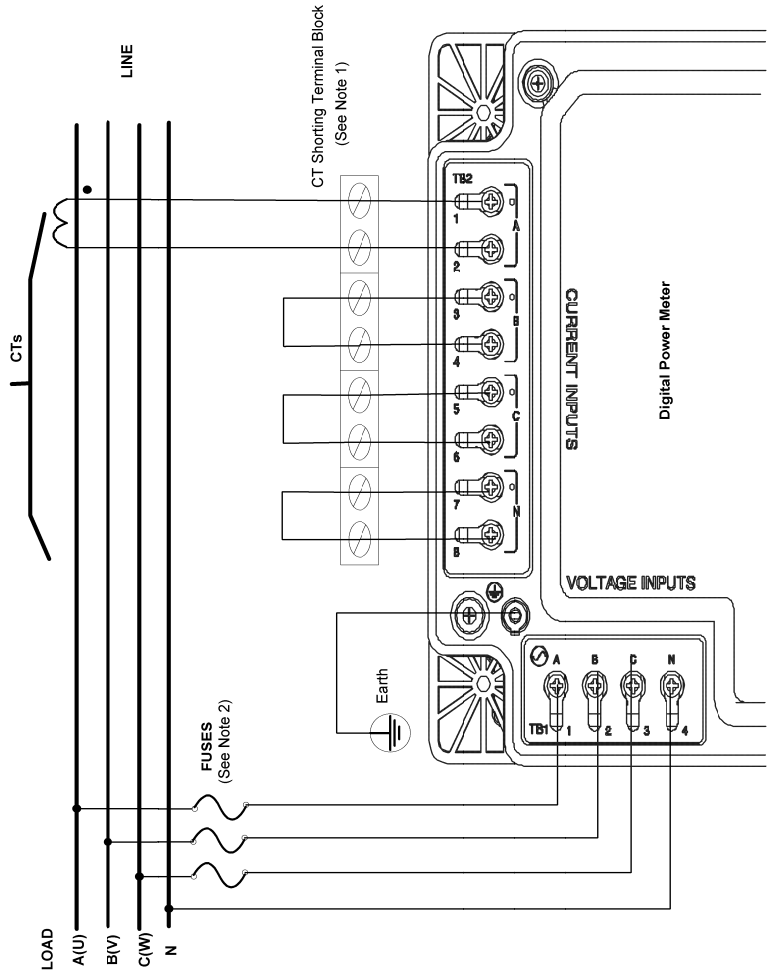 LINE
CTs
CT Shorting Terminal Block
(See Note 1)
TB2
1
2
3
4
5
6
7
8
A
B
C
N
CURRENT INPUTS
Digital Power Meter
VOLTAGE INPUTS
A
B
C
N
TB1
1
2
3
4
Earth
FUSES
(See Note 2)
LOAD
A(U)
B(V)
C(W)
N